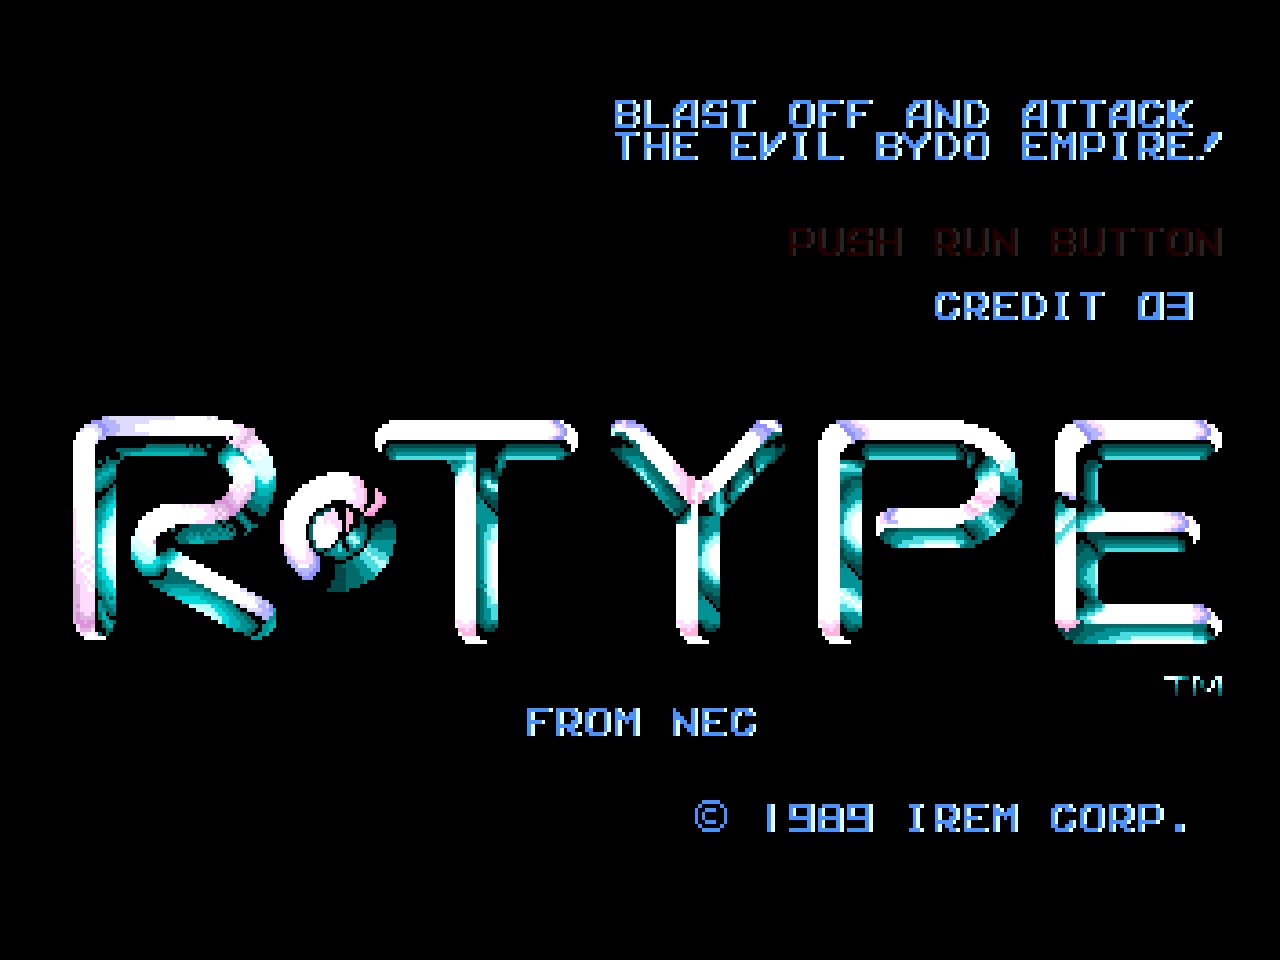 BLAST OFF AND ATTACK
THE EVIL BYDO EMPIRE!
PUSH RUN BUTTON
CREDIT 03
R•TYPE
TM
FROM NEC
© 1989 IREM CORP.